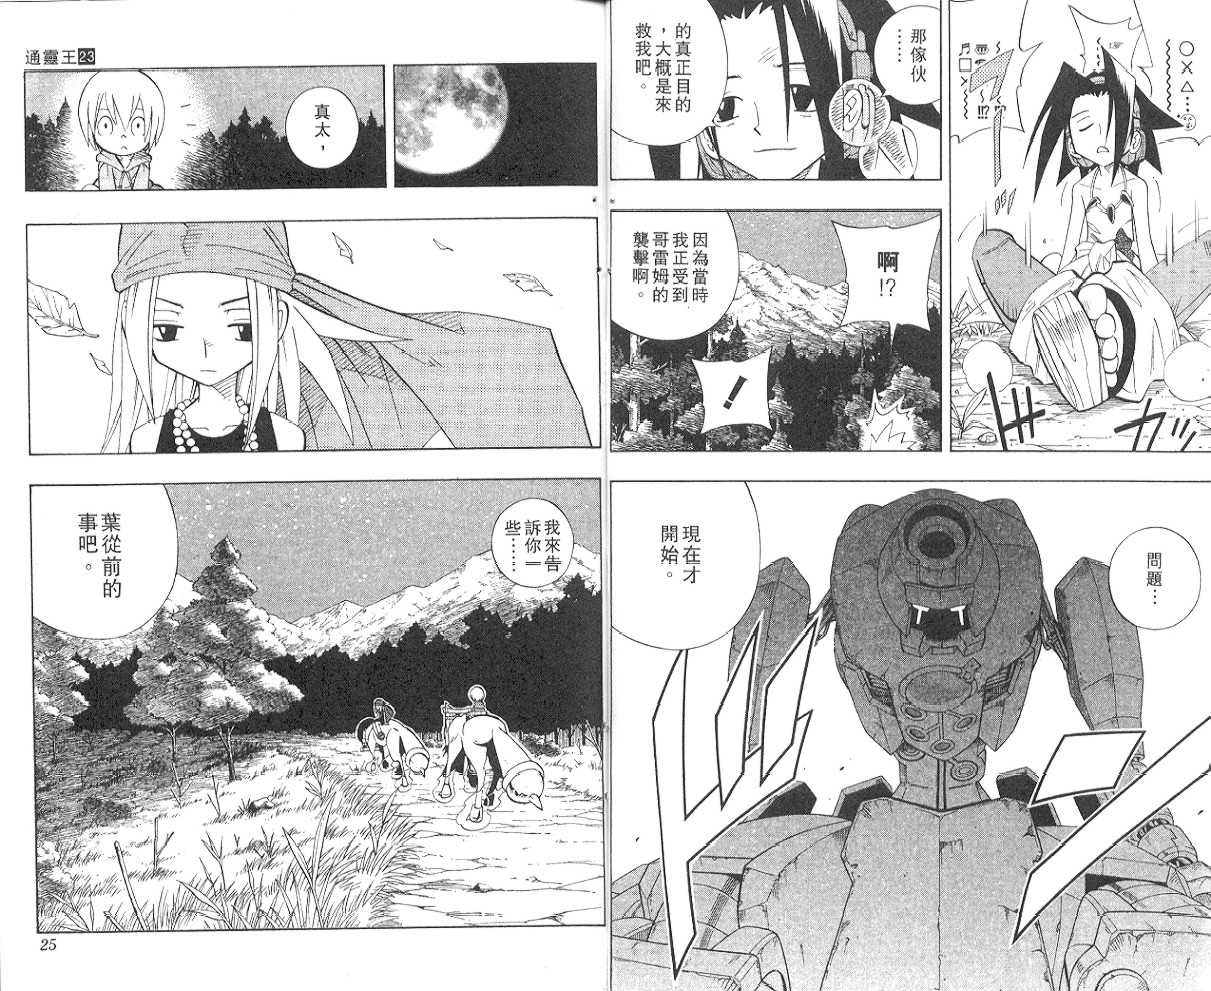 ○
X
△…
!!?
?
ガガ
那傢伙
……
的真正目的
，大概是來
救我吧。
啊
!?
因為當時
我正受到
哥雷姆的
襲擊啊。
！
問題…
現在才
開始。
通靈王23
真太，
我來告
訴你一
些……
葉從前的
事吧。
25